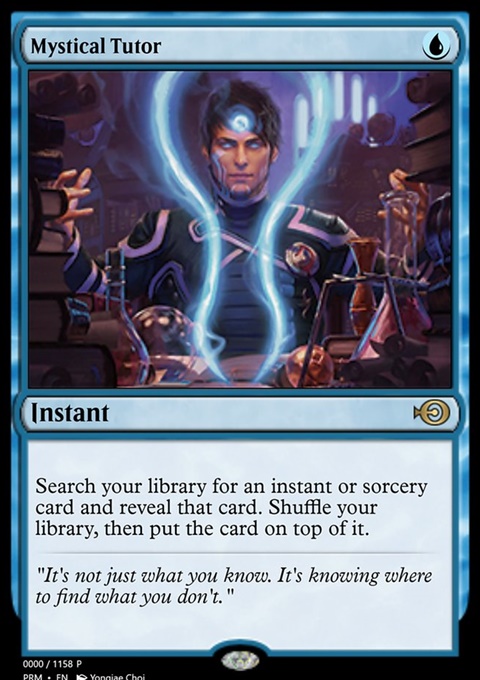 Mystical Tutor
Instant
Search your library for an instant or sorcery
card and reveal that card. Shuffle your
library, then put the card on top of it.
"It's not just what you know. It's knowing where
to find what you don't."
0000 / 1158 P
PRM • EN Yongjae Choi